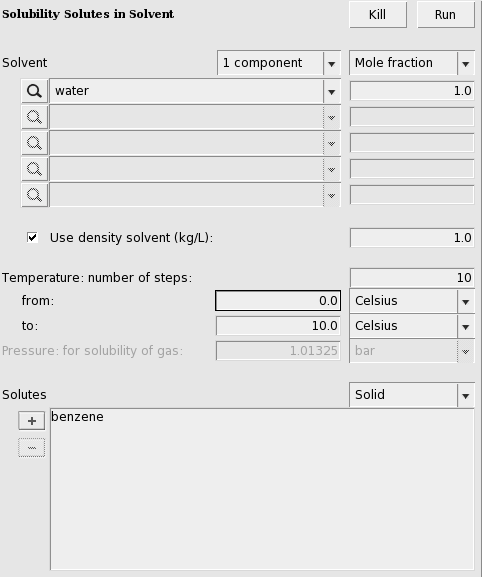 Solubility Solutes in Solvent Kill Run
Solvent 1 component Mole fraction
water 1.0
Use density solvent (kg/L): 1.0
Temperature: number of steps: 10
from: 0.0 Celsius
to: 10.0 Celsius
Pressure: for solubility of gas: 1.01325 bar
Solutes Solid
+ benzene
−